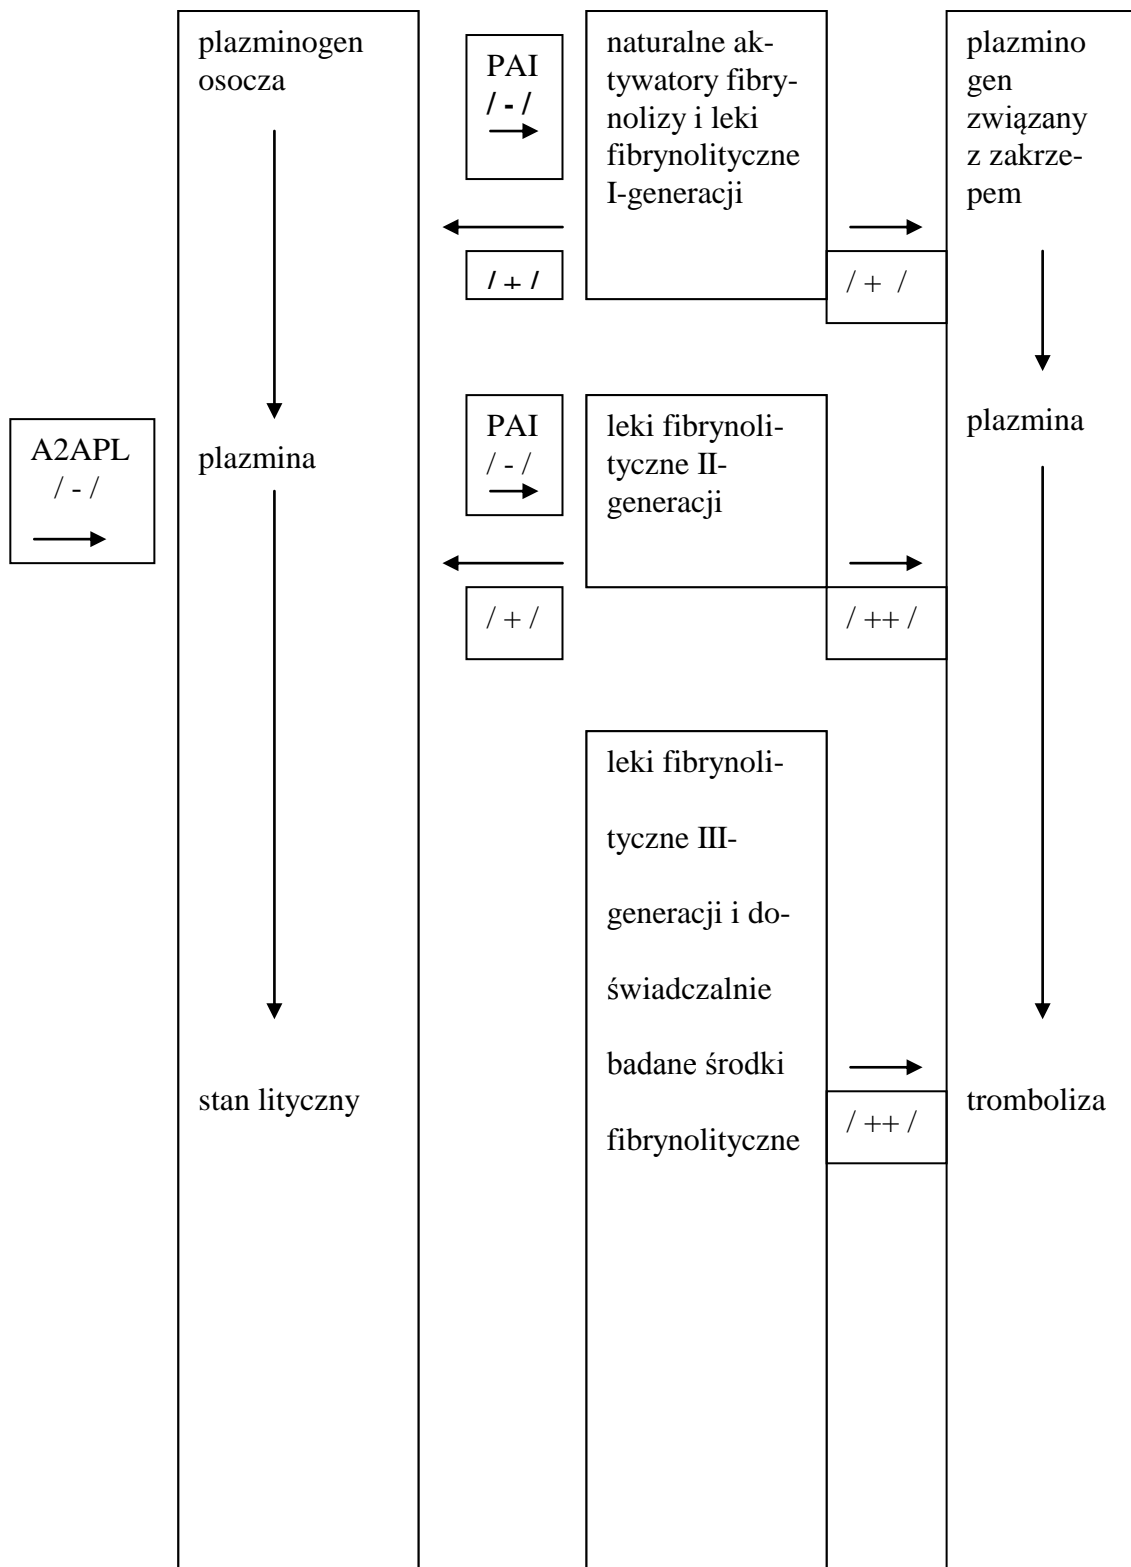 plazminogen
osocza
PAI
/ - /
naturalne ak-
tywatory fibry-
nolizy i leki
fibrynolityczne
I-generacji
plazmino
gen
związany
z zakrze-
pem
/ + /
/ + /
A2APL
/ - /
plazmina
PAI
/ - /
leki fibrynoli-
tyczne II-
generacji
plazmina
/ + /
/ ++ /
leki fibrynoli-
tyczne III-
generacji i do-
świadczalnie
badane środki
fibrynolityczne
stan lityczny
/ ++ /
tromboliza